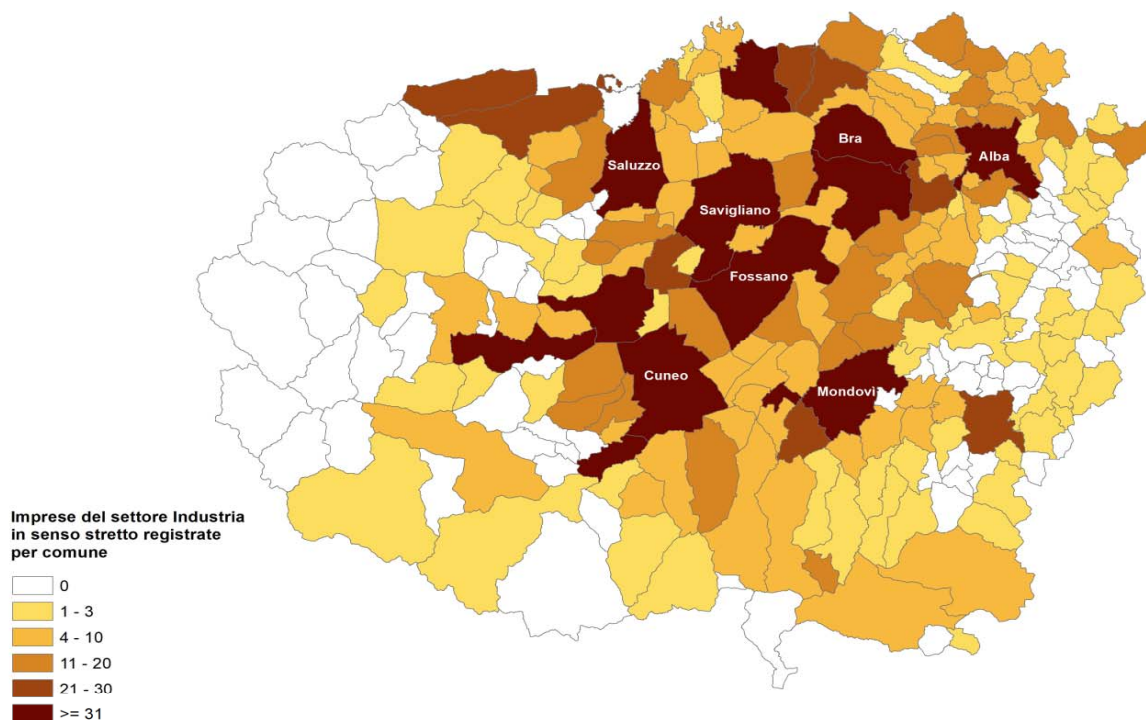 Bra
Alba
Saluzzo
Savigliano
Fossano
Cuneo
Mondovì
Imprese del settore Industria
in senso stretto registrate
per comune
0
1 - 3
4 - 10
11 - 20
21 - 30
>= 31